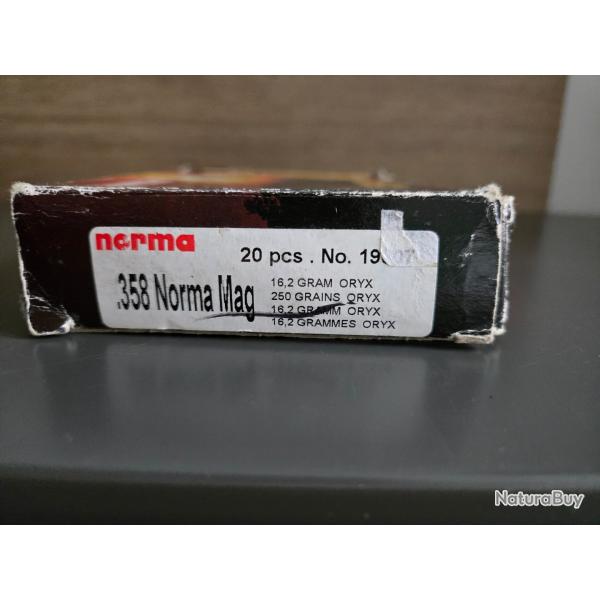 norma
20 pcs . No. 19
.358 Norma Mag
16,2 GRAM ORYX
250 GRAINS ORYX
16,2 GRAMM ORYX
16,2 GRAMMES ORYX
NaturaBuy